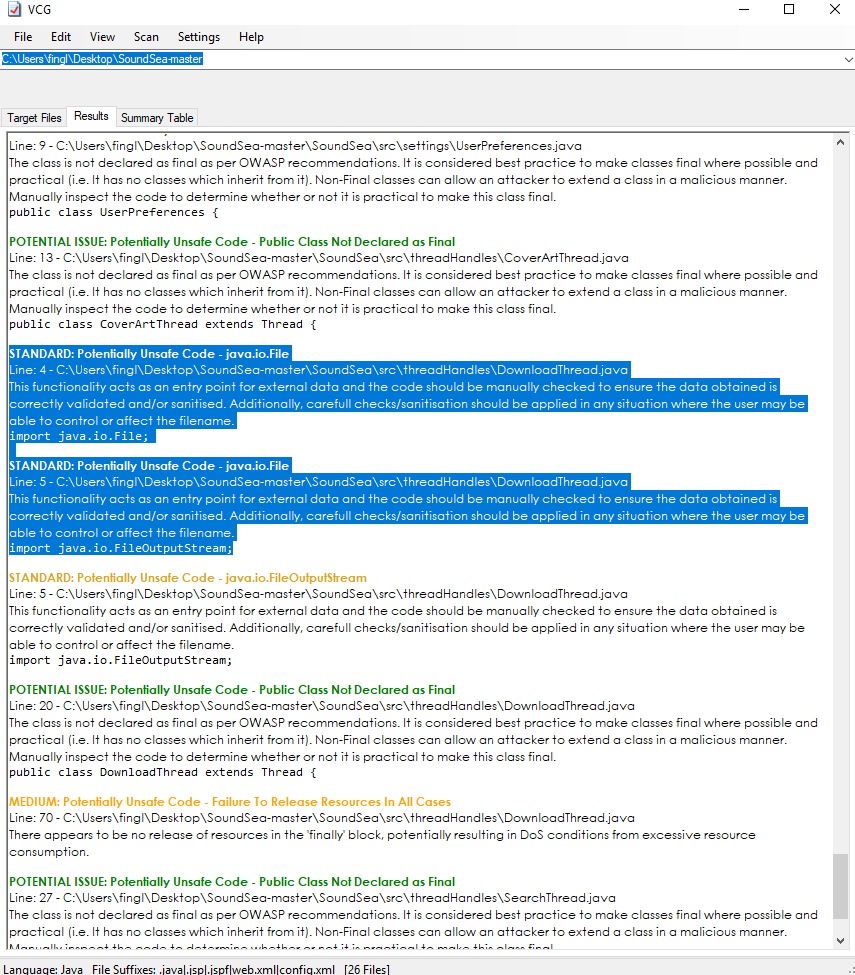 VCG
File Edit View Scan Settings Help
C:\Users\fingl\Desktop\SoundSea-master
Target Files Results Summary Table
Line: 9 - C:\Users\fingl\Desktop\SoundSea-master\SoundSea\src\settings\UserPreferences.java
The class is not declared as final as per OWASP recommendations. It is considered best practice to make classes final where possible and
practical (i.e. It has no classes which inherit from it). Non-Final classes can allow an attacker to extend a class in a malicious manner.
Manually inspect the code to determine whether or not it is practical to make this class final.
public class UserPreferences {
POTENTIAL ISSUE: Potentially Unsafe Code - Public Class Not Declared as Final
Line: 13 - C:\Users\fingl\Desktop\SoundSea-master\SoundSea\src\threadHandles\CoverArtThread.java
The class is not declared as final as per OWASP recommendations. It is considered best practice to make classes final where possible and
practical (i.e. It has no classes which inherit from it). Non-Final classes can allow an attacker to extend a class in a malicious manner.
Manually inspect the code to determine whether or not it is practical to make this class final.
public class CoverArtThread extends Thread {
STANDARD: Potentially Unsafe Code - java.io.File
Line: 4 - C:\Users\fingl\Desktop\SoundSea-master\SoundSea\src\threadHandles\DownloadThread.java
This functionality acts as an entry point for external data and the code should be manually checked to ensure the data obtained is
correctly validated and/or sanitised. Additionally, carefull checks/sanitisation should be applied in any situation where the user may be
able to control or affect the filename.
import java.io.File;
STANDARD: Potentially Unsafe Code - java.io.File
Line: 5 - C:\Users\fingl\Desktop\SoundSea-master\SoundSea\src\threadHandles\DownloadThread.java
This functionality acts as an entry point for external data and the code should be manually checked to ensure the data obtained is
correctly validated and/or sanitised. Additionally, carefull checks/sanitisation should be applied in any situation where the user may be
able to control or affect the filename.
import java.io.FileOutputStream;
STANDARD: Potentially Unsafe Code - java.io.FileOutputStream
Line: 5 - C:\Users\fingl\Desktop\SoundSea-master\SoundSea\src\threadHandles\DownloadThread.java
This functionality acts as an entry point for external data and the code should be manually checked to ensure the data obtained is
correctly validated and/or sanitised. Additionally, carefull checks/sanitisation should be applied in any situation where the user may be
able to control or affect the filename.
import java.io.FileOutputStream;
POTENTIAL ISSUE: Potentially Unsafe Code - Public Class Not Declared as Final
Line: 20 - C:\Users\fingl\Desktop\SoundSea-master\SoundSea\src\threadHandles\DownloadThread.java
The class is not declared as final as per OWASP recommendations. It is considered best practice to make classes final where possible and
practical (i.e. It has no classes which inherit from it). Non-Final classes can allow an attacker to extend a class in a malicious manner.
Manually inspect the code to determine whether or not it is practical to make this class final.
public class DownloadThread extends Thread {
MEDIUM: Potentially Unsafe Code - Failure To Release Resources In All Cases
Line: 70 - C:\Users\fingl\Desktop\SoundSea-master\SoundSea\src\threadHandles\DownloadThread.java
There appears to be no release of resources in the 'finally' block, potentially resulting in DoS conditions from excessive resource
consumption.
POTENTIAL ISSUE: Potentially Unsafe Code - Public Class Not Declared as Final
Line: 27 - C:\Users\fingl\Desktop\SoundSea-master\SoundSea\src\threadHandles\SearchThread.java
The class is not declared as final as per OWASP recommendations. It is considered best practice to make classes final where possible and
practical (i.e. It has no classes which inherit from it). Non-Final classes can allow an attacker to extend a class in a malicious manner.
Manually inspect the code to determine whether or not it is practical to make this class final.
Language: Java File Suffixes: .java|.jsp|.jspf|web.xml|config.xml [26 Files]